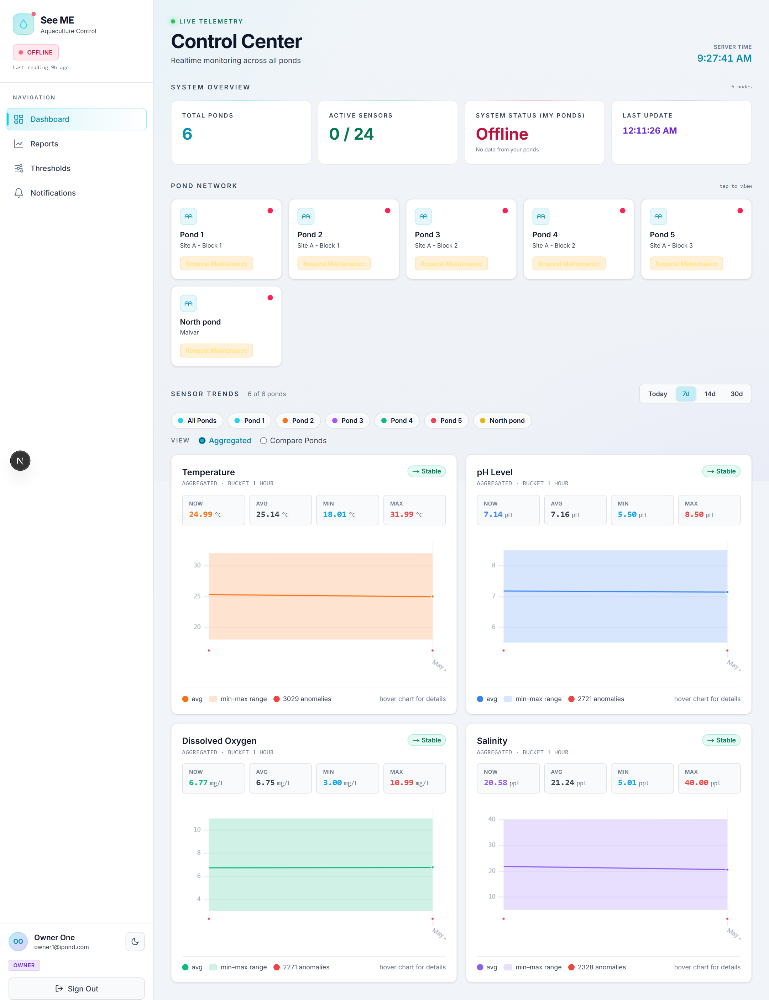 See ME
Aquaculture Control
OFFLINE
Last reading 9h ago
NAVIGATION
Dashboard
Reports
Thresholds
Notifications
N
Owner One
OO
owner1@ipond.com
OWNER
Sign Out
LIVE TELEMETRY
Control Center
Realtime monitoring across all ponds
SERVER TIME
9:27:41 AM
SYSTEM OVERVIEW
6 nodes
TOTAL PONDS
6
ACTIVE SENSORS
0 / 24
SYSTEM STATUS (MY PONDS)
Offline
No data from your ponds
LAST UPDATE
12:11:26 AM
POND NETWORK
tap to view
Pond 1
Site A - Block 1
Request Maintenance
Pond 2
Site A - Block 1
Request Maintenance
Pond 3
Site A - Block 2
Request Maintenance
Pond 4
Site A - Block 2
Request Maintenance
Pond 5
Site A - Block 3
Request Maintenance
North pond
Malvar
Request Maintenance
SENSOR TRENDS · 6 of 6 ponds
Today 7d 14d 30d
All Ponds Pond 1 Pond 2 Pond 3 Pond 4 Pond 5 North pond
VIEW Aggregated Compare Ponds
Temperature
→ Stable
AGGREGATED · BUCKET 1 HOUR
NOW
24.99 °C
AVG
25.14 °C
MIN
18.01 °C
MAX
31.99 °C
30
25
20
May
avg min–max range 3029 anomalies hover chart for details
pH Level
→ Stable
AGGREGATED · BUCKET 1 HOUR
NOW
7.14 pH
AVG
7.16 pH
MIN
5.50 pH
MAX
8.50 pH
8
7
6
May
avg min–max range 2721 anomalies hover chart for details
Dissolved Oxygen
→ Stable
AGGREGATED · BUCKET 1 HOUR
NOW
6.77 mg/L
AVG
6.75 mg/L
MIN
3.00 mg/L
MAX
10.99 mg/L
10
8
6
4
May
avg min–max range 2271 anomalies hover chart for details
Salinity
→ Stable
AGGREGATED · BUCKET 1 HOUR
NOW
20.58 ppt
AVG
21.24 ppt
MIN
5.01 ppt
MAX
40.00 ppt
40
30
20
10
May
avg min–max range 2328 anomalies hover chart for details